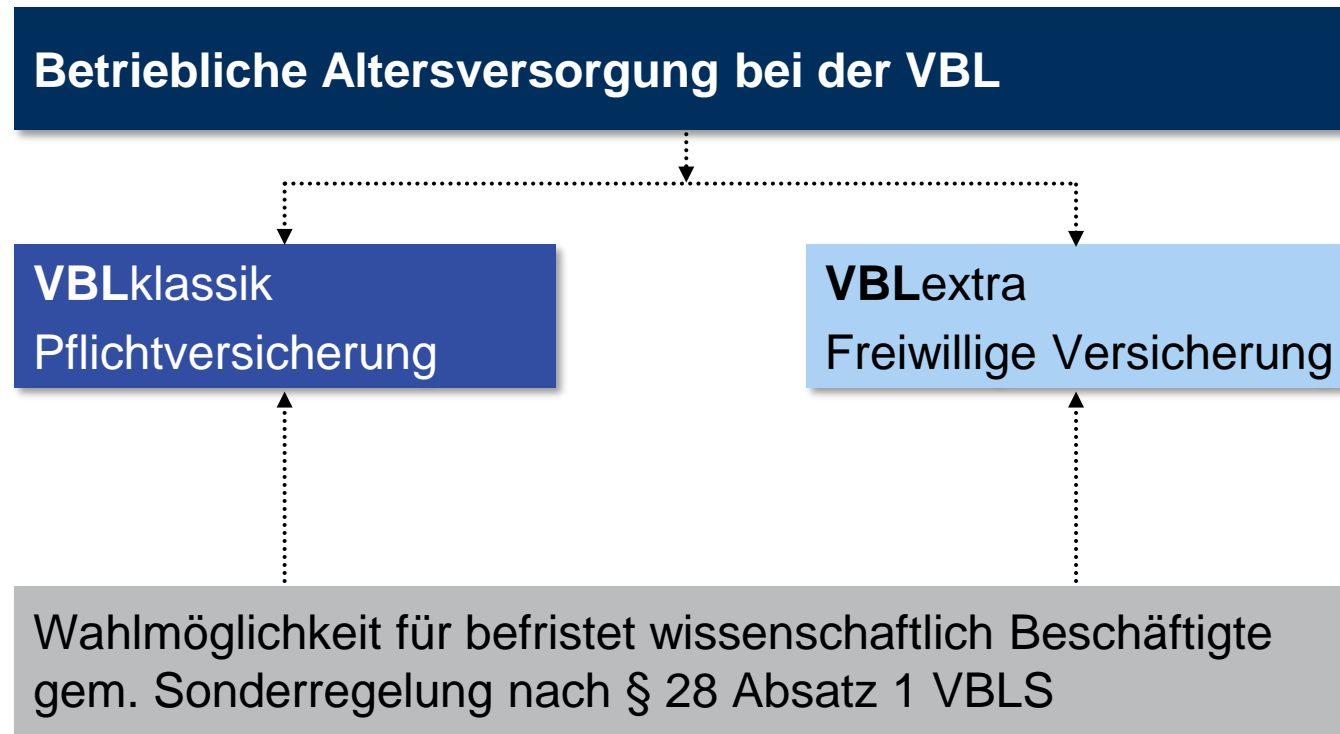 Betriebliche Altersversorgung bei der VBL
VBLklassik
Pflichtversicherung
VBLextra
Freiwillige Versicherung
Wahlmöglichkeit für befristet wissenschaftlich Beschäftigte
gem. Sonderregelung nach § 28 Absatz 1 VBLS